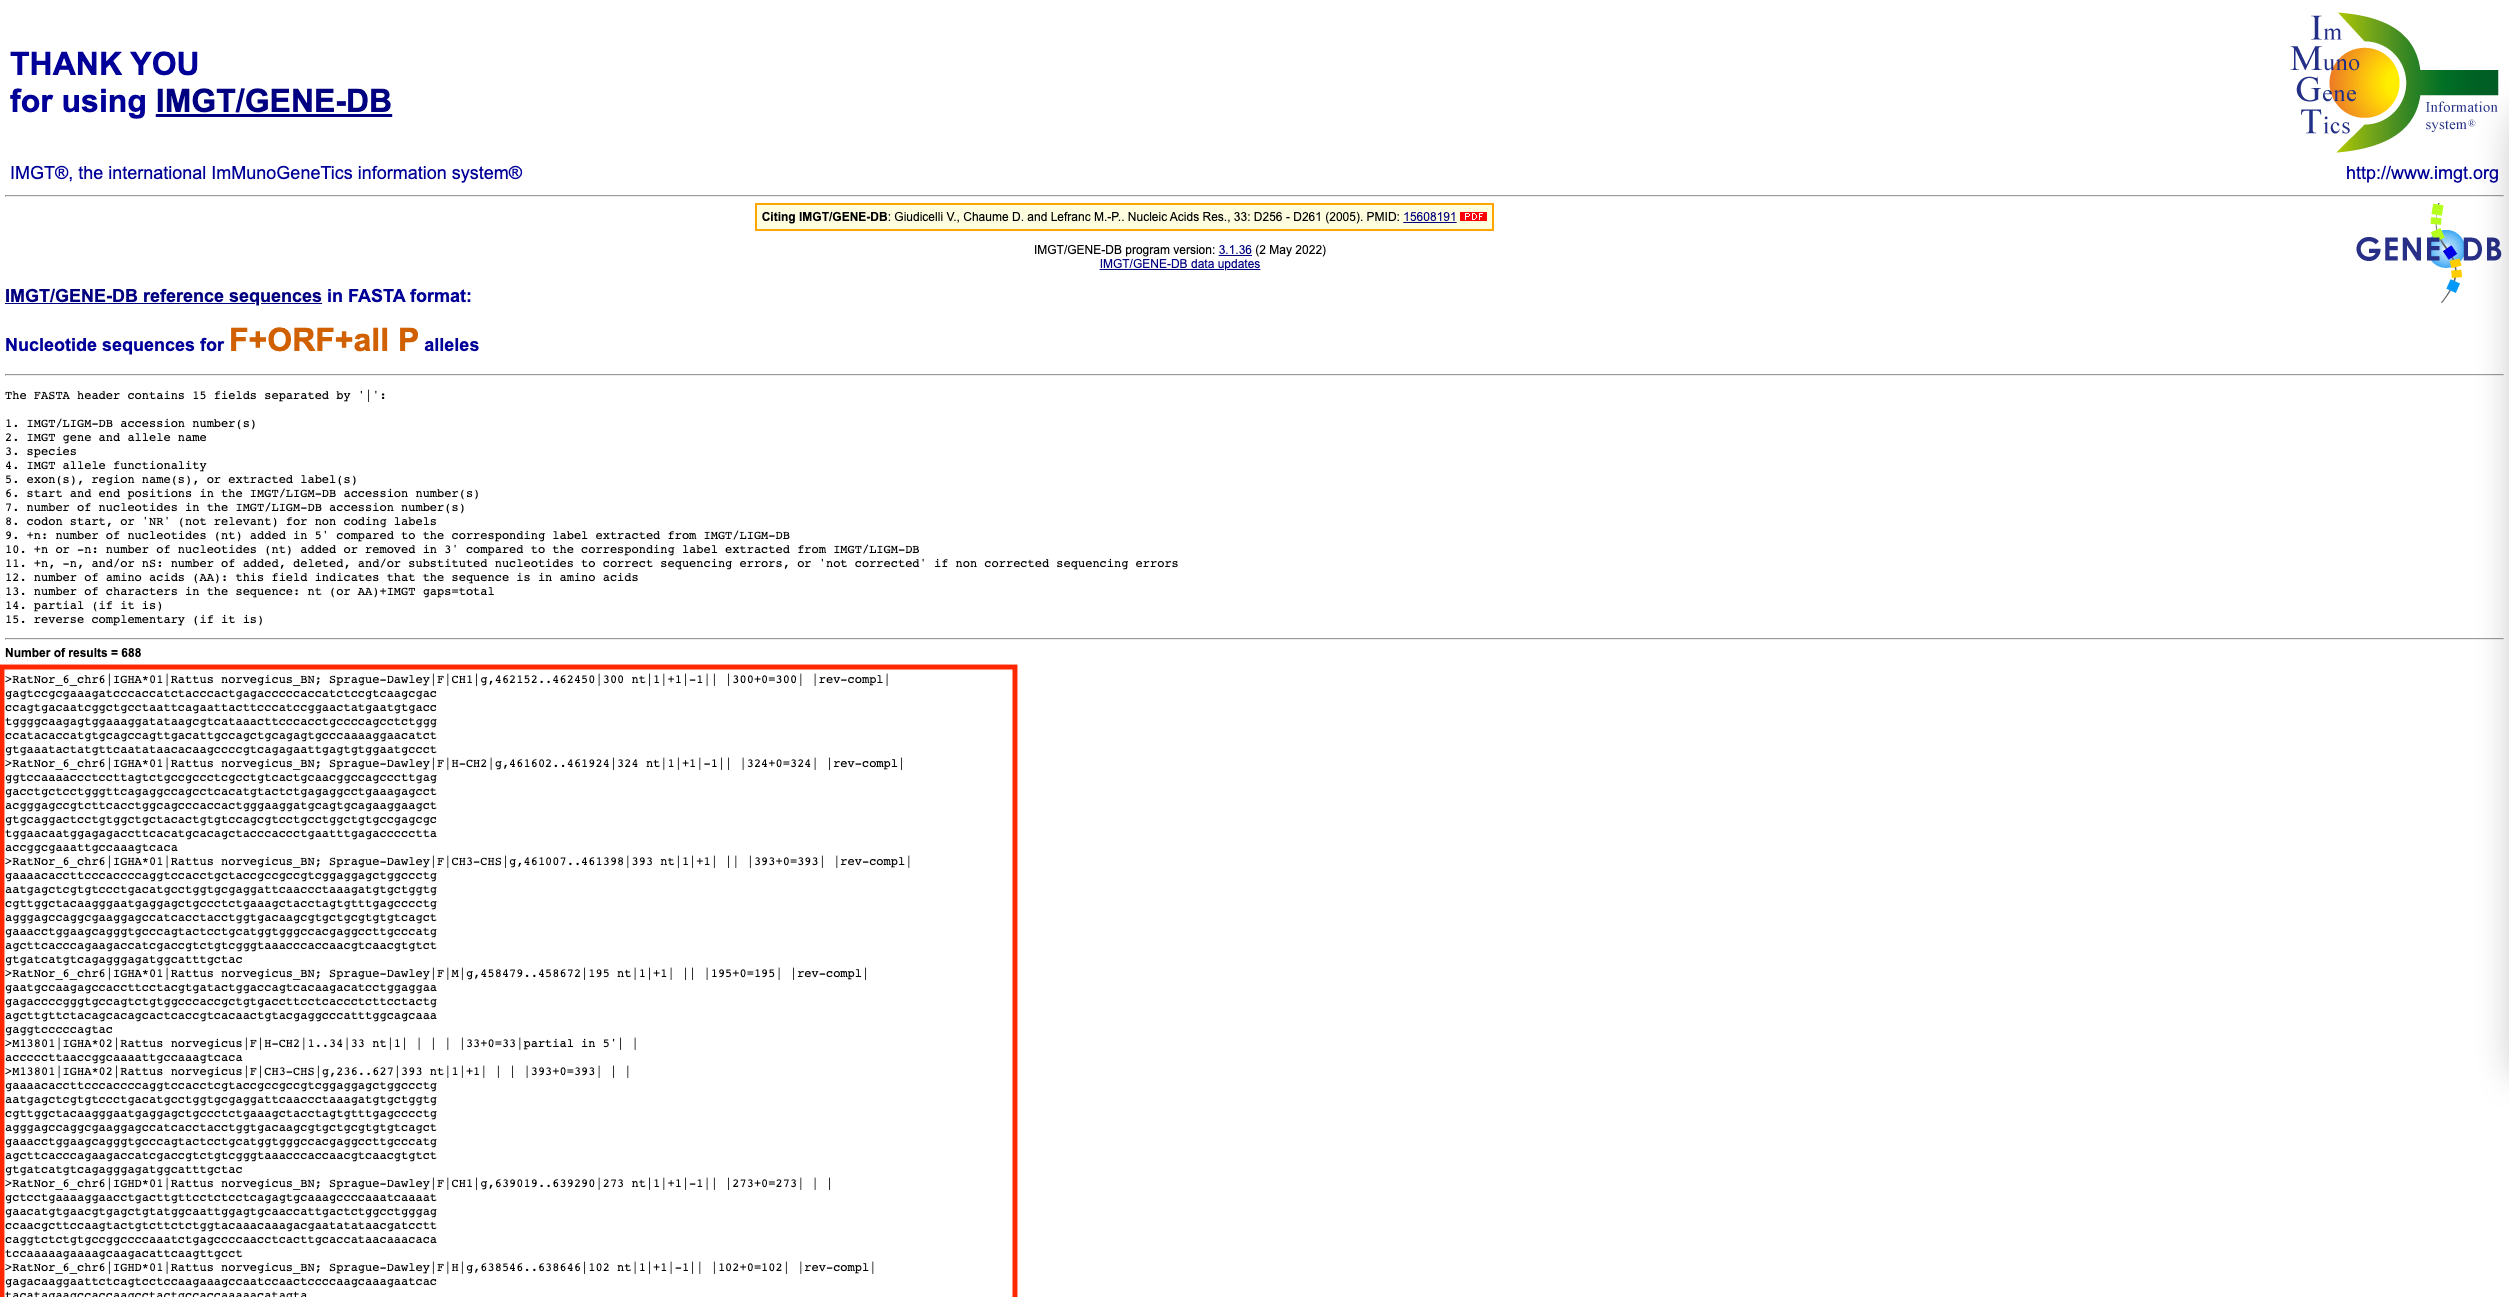 THANK YOU
for using IMGT/GENE-DB
Im
Muno
Gene
Tics
Information
system®
IMGT®, the international ImMunoGeneTics information system®
http://www.imgt.org
Citing IMGT/GENE-DB: Giudicelli V., Chaume D. and Lefranc M.-P.. Nucleic Acids Res., 33: D256 - D261 (2005). PMID: 15608191 PDF
IMGT/GENE-DB program version: 3.1.36 (2 May 2022)
IMGT/GENE-DB data updates
GENE DB
IMGT/GENE-DB reference sequences in FASTA format:
Nucleotide sequences for F+ORF+all P alleles
The FASTA header contains 15 fields separated by '|':
1. IMGT/LIGM-DB accession number(s)
2. IMGT gene and allele name
3. species
4. IMGT allele functionality
5. exon(s), region name(s), or extracted label(s)
6. start and end positions in the IMGT/LIGM-DB accession number(s)
7. number of nucleotides in the IMGT/LIGM-DB accession number(s)
8. codon start, or 'NR' (not relevant) for non coding labels
9. +n: number of nucleotides (nt) added in 5' compared to the corresponding label extracted from IMGT/LIGM-DB
10. +n or -n: number of nucleotides (nt) added or removed in 3' compared to the corresponding label extracted from IMGT/LIGM-DB
11. +n, -n, and/or nS: number of added, deleted, and/or substituted nucleotides to correct sequencing errors, or 'not corrected' if non corrected sequencing errors
12. number of amino acids (AA): this field indicates that the sequence is in amino acids
13. number of characters in the sequence: nt (or AA)+IMGT gaps=total
14. partial (if it is)
15. reverse complementary (if it is)
Number of results = 688
>RatNor_6_chr6|IGHA*01|Rattus norvegicus_BN; Sprague-Dawley|F|CH1|g,462152..462450|300 nt|1|+1|-1|| |300+0=300| |rev-compl|
gagtccgcgaaagatcccaccatctacccactgagacccccaccatctccgtcaagcgac
ccagtgacaatcggctgcctaattcagaattacttcccatccggaactatgaatgtgacc
tggggcaagagtggaaaggatataagcgtcataaacttcccacctgccccagcctctggg
ccatacaccatgtgcagccagttgacattgccagctgcagagtgcccaaaaggaacatct
gtgaaatactatgttcaatataacacaagccccgtcagagaattgagtgtggaatgccct
>RatNor_6_chr6|IGHA*01|Rattus norvegicus_BN; Sprague-Dawley|F|H-CH2|g,461602..461924|324 nt|1|+1|-1|| |324+0=324| |rev-compl|
ggtccaaaaccctccttagtctgccgccctcgcctgtcactgcaacggccagcccttgag
gacctgctcctgggttcagaggccagcctcacatgtactctgagaggcctgaaagagcct
acgggagccgtcttcacctggcagcccaccactgggaaggatgcagtgcagaaggaagct
gtgcaggactcctgtggctgctacactgtgtccagcgtcctgcctggctgtgccgagcgc
tggaacaatggagagaccttcacatgcacagctacccaccctgaatttgagacccccctta
accggcgaaattgccaaagtcaca
>RatNor_6_chr6|IGHA*01|Rattus norvegicus_BN; Sprague-Dawley|F|CH3-CHS|g,461007..461398|393 nt|1|+1| || |393+0=393| |rev-compl|
gaaaacaccttcccaccccaggtccacctgctaccgccgccgtcggaggagctggccctg
aatgagctcgtgtccctgacatgcctggtgcgaggattcaaccctaaagatgtgctggtg
cgttggctacaagggaatgaggagctgccctctgaaagctacctagtgtttgagcccctg
agggagccaggcgaaggagccatcacctacctggtgacaagcgtgctgcgtgtgtcagct
gaaacctggaagcagggtgcccagtactcctgcatggtgggccacgaggccttgcccatg
agcttcacccagaagaccatcgaccgtctgtcgggtaaacccaccaacgtcaacgtgtct
gtgatcatgtcagagggagatggcatttgctac
>RatNor_6_chr6|IGHA*01|Rattus norvegicus_BN; Sprague-Dawley|F|M|g,458479..458672|195 nt|1|+1| || |195+0=195| |rev-compl|
gaatgccaagagccaccttcctacgtgatactggaccagtcacaagacatcctggaggaa
gagaccccgggtgccagtctgtggcccaccgctgtgaccttcctcaccctcttcctactg
agcttgttctacagcacagcactcaccgtcacaactgtacgaggcccatttggcagcaaa
gaggtcccccagtac
>M13801|IGHA*02|Rattus norvegicus|F|H-CH2|1..34|33 nt|1| | | | |33+0=33|partial in 5'| |
acccccttaaccggcaaaattgccaaagtcaca
>M13801|IGHA*02|Rattus norvegicus|F|CH3-CHS|g,236..627|393 nt|1|+1| | | |393+0=393| | |
gaaaacaccttcccaccccaggtccacctcgtaccgccgccgtcggaggagctggccctg
aatgagctcgtgtccctgacatgcctggtgcgaggattcaaccctaaagatgtgctggtg
cgttggctacaagggaatgaggagctgccctctgaaagctacctagtgtttgagcccctg
agggagccaggcgaaggagccatcacctacctggtgacaagcgtgctgcgtgtgtcagct
gaaacctggaagcagggtgcccagtactcctgcatggtgggccacgaggccttgcccatg
agcttcacccagaagaccatcgaccgtctgtcgggtaaacccaccaacgtcaacgtgtct
gtgatcatgtcagagggagatggcatttgctac
>RatNor_6_chr6|IGHD*01|Rattus norvegicus_BN; Sprague-Dawley|F|CH1|g,639019..639290|273 nt|1|+1|-1|| |273+0=273| | |
gctcctgaaaaggaacctgacttgttcctctcctcagagtgcaaagccccaaatcaaaat
gaacatgtgaacgtgagctgtatggcaattggagtgcaaccattgactctggcctgggag
ccaacgcttccaagtactgtcttctctggtacaaacaaagacgaatatataacgatcctt
caggtctctgtgccggccccaaatctgagccccaacctcacttgcaccataacaaacaca
tccaaaaagaaaagcaagacattcaagttgcct
>RatNor_6_chr6|IGHD*01|Rattus norvegicus_BN; Sprague-Dawley|F|H|g,638546..638646|102 nt|1|+1|-1|| |102+0=102| |rev-compl|
gagacaaggaattctcagtcctccaagaaagccaatccaactccccaagcaaagaatcac
tacatagaagccaccaagcctactgccaccaaaaacatagta